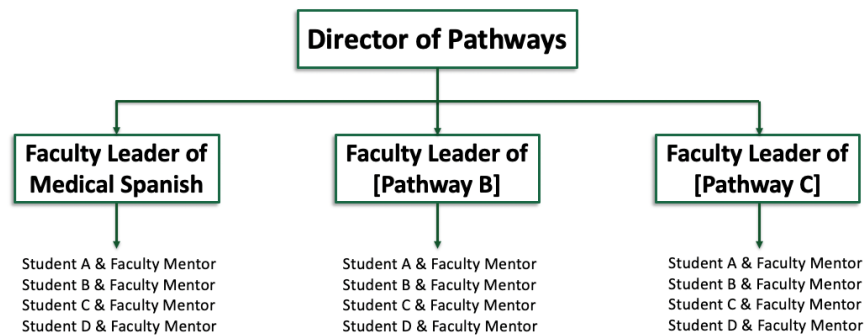 Director of Pathways
Faculty Leader of
Medical Spanish
Faculty Leader of
[Pathway B]
Faculty Leader of
[Pathway C]
Student A & Faculty Mentor
Student B & Faculty Mentor
Student C & Faculty Mentor
Student D & Faculty Mentor
Student A & Faculty Mentor
Student B & Faculty Mentor
Student C & Faculty Mentor
Student D & Faculty Mentor
Student A & Faculty Mentor
Student B & Faculty Mentor
Student C & Faculty Mentor
Student D & Faculty Mentor